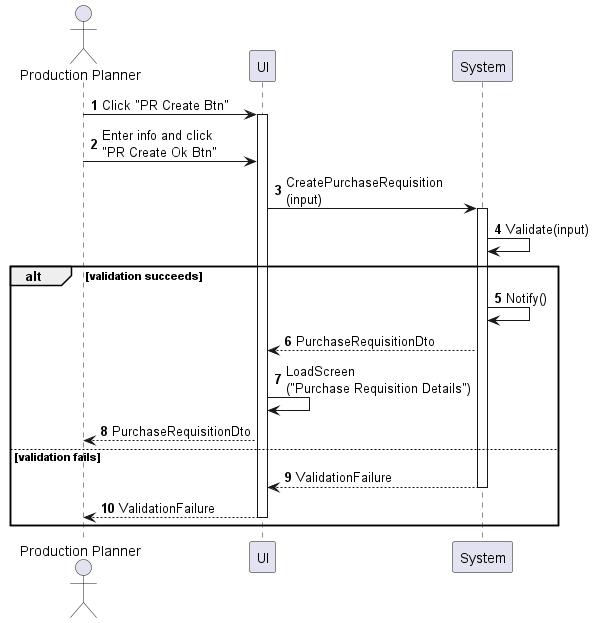 Production Planner
UI
System
1 Click "PR Create Btn"
2 Enter info and click
"PR Create Ok Btn"
3 CreatePurchaseRequisition
(input)
4 Validate(input)
alt [validation succeeds]
5 Notify()
6 PurchaseRequisitionDto
7 LoadScreen
("Purchase Requisition Details")
8 PurchaseRequisitionDto
[validation fails]
9 ValidationFailure
10 ValidationFailure
Production Planner
UI
System